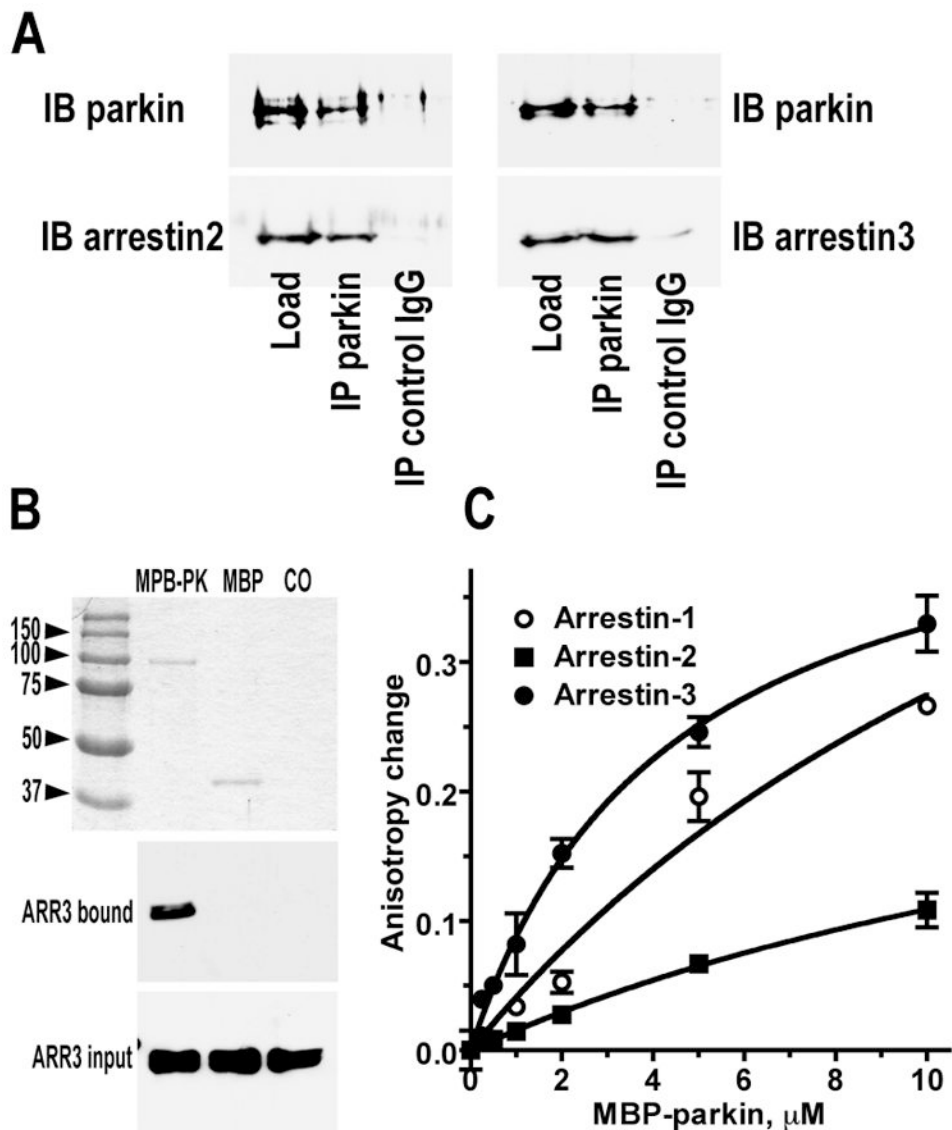 A
IB parkin
IB parkin
IB arrestin2
IB arrestin3
Load
IP parkin
IP control IgG
Load
IP parkin
IP control IgG
B
MPB-PK MBP CO
150
100
75
50
37
ARR3 bound
ARR3 input
C
Arrestin-1
Arrestin-2
Arrestin-3
Anisotropy change
0.3
0.2
0.1
0.0
0 2 4 6 8 10
MBP-parkin, μM